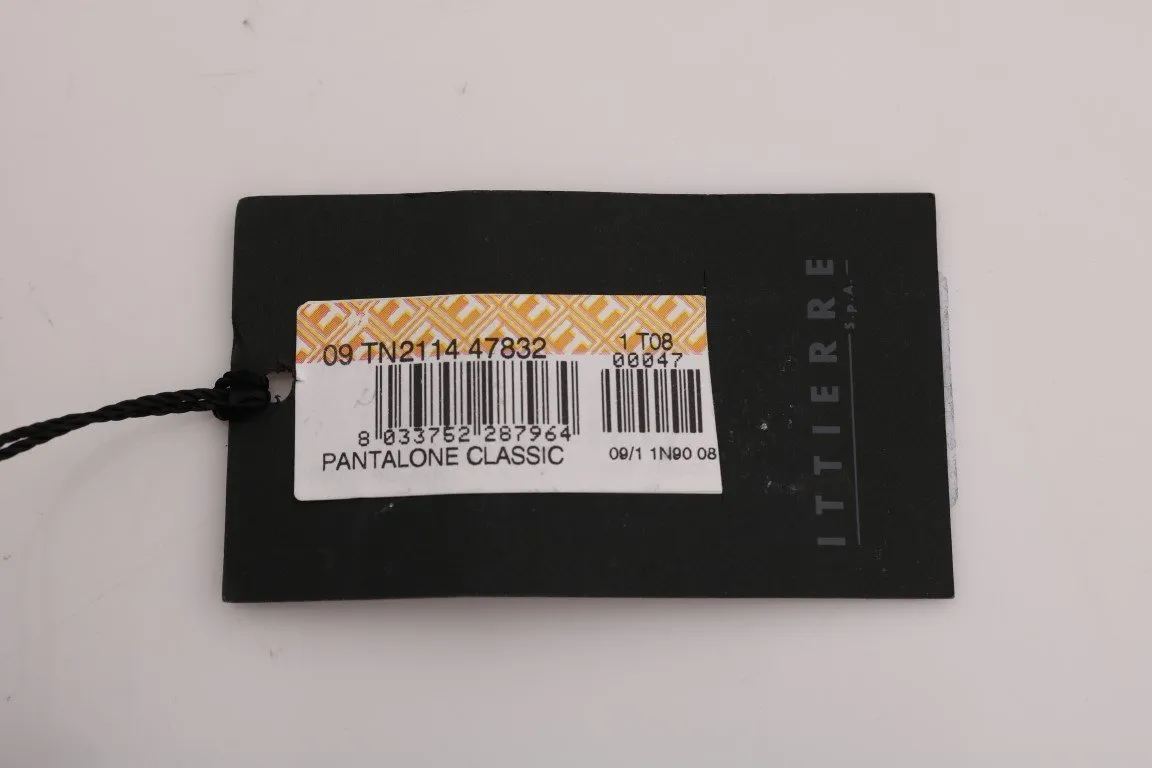 09 TN2114 47832
1 T08
00047
8 033752 287964
PANTALONE CLASSIC
09/1 1N90 08
ITTIERRE
S.p.A.